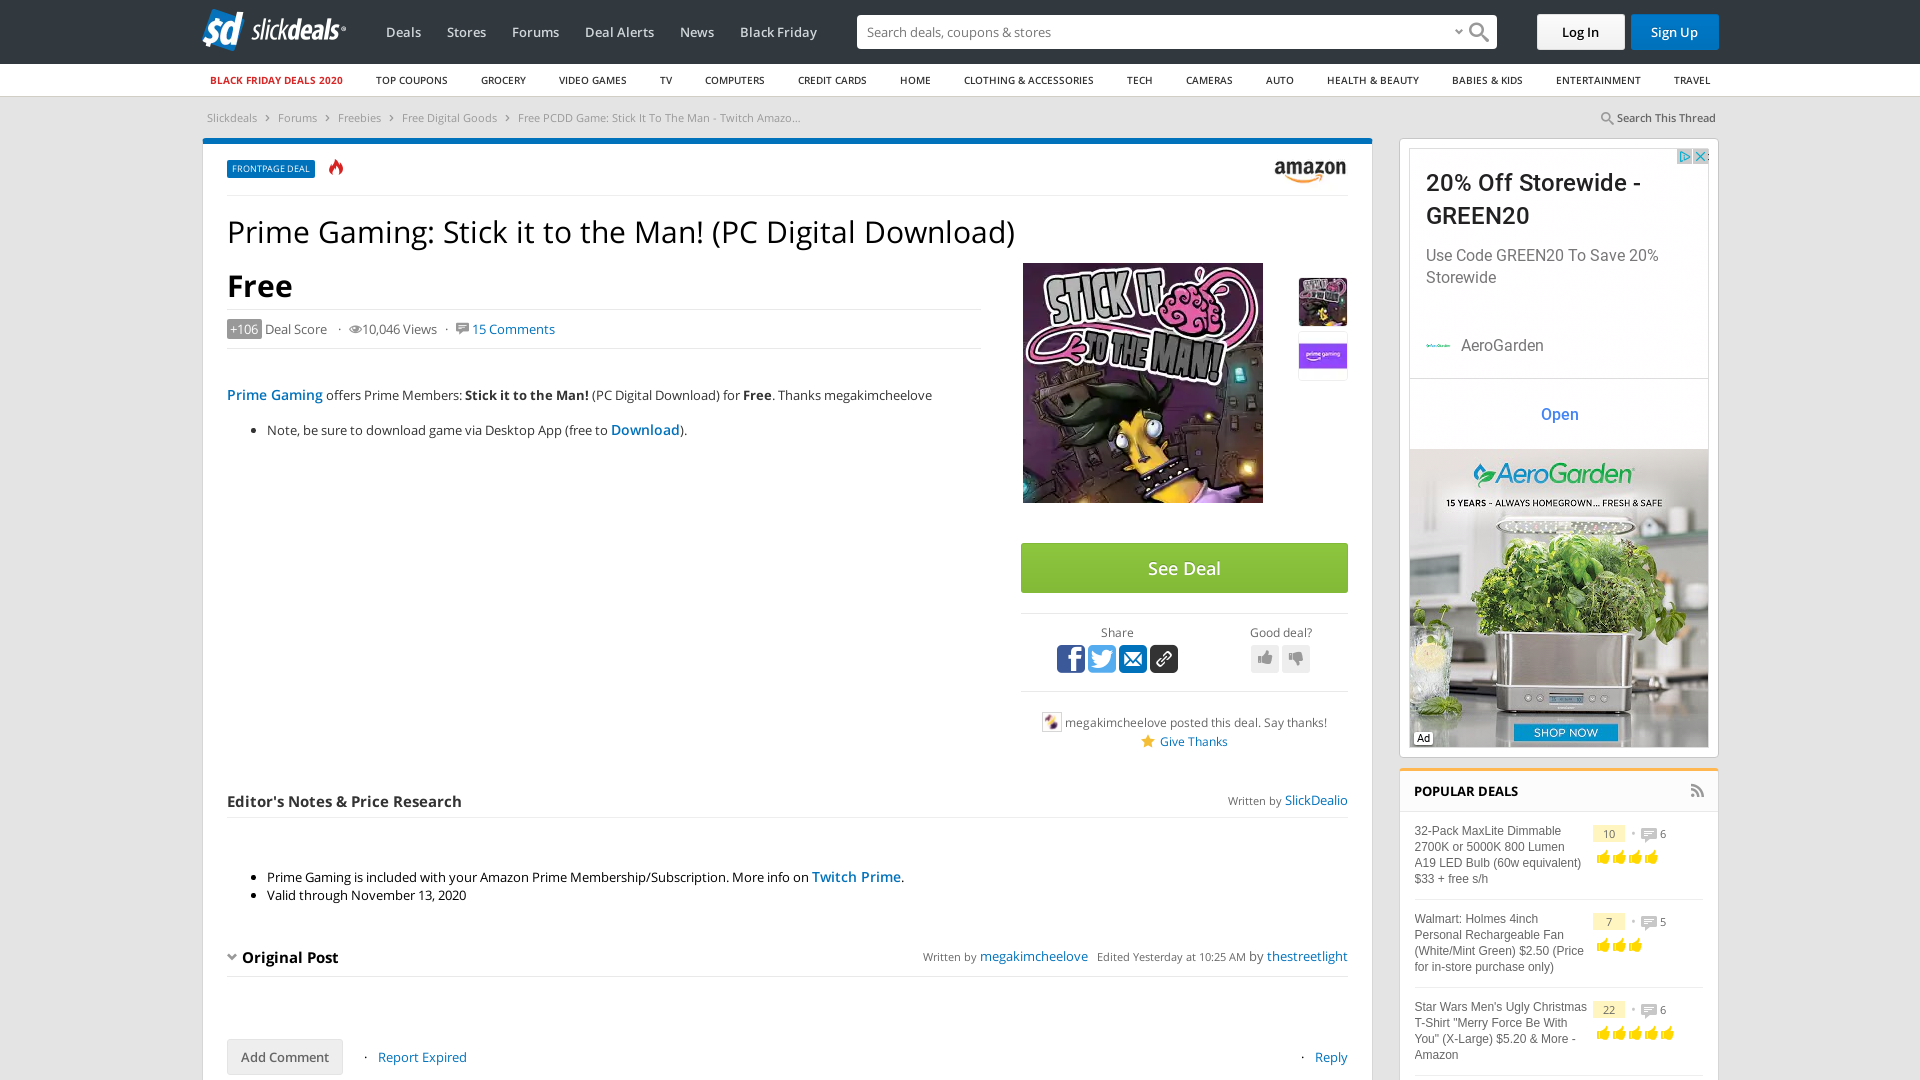 slickdeals
Deals
Stores
Forums
Deal Alerts
News
Black Friday
Search deals, coupons & stores
Log In
Sign Up
BLACK FRIDAY DEALS 2020
TOP COUPONS
GROCERY
VIDEO GAMES
TV
COMPUTERS
CREDIT CARDS
HOME
CLOTHING & ACCESSORIES
TECH
CAMERAS
AUTO
HEALTH & BEAUTY
BABIES & KIDS
ENTERTAINMENT
TRAVEL
Slickdeals › Forums › Freebies › Free Digital Goods › Free PCDD Game: Stick It To The Man - Twitch Amazo...
Search This Thread
FRONTPAGE DEAL
amazon
Prime Gaming: Stick it to the Man! (PC Digital Download)
Free
+106 Deal Score · 10,046 Views · 15 Comments
Prime Gaming offers Prime Members: Stick it to the Man! (PC Digital Download) for Free. Thanks megakimcheelove
Note, be sure to download game via Desktop App (free to Download).
STICK IT
TO THE MAN!
prime gaming
See Deal
Share
Good deal?
megakimcheelove posted this deal. Say thanks!
Give Thanks
Editor's Notes & Price Research
Written by SlickDealio
Prime Gaming is included with your Amazon Prime Membership/Subscription. More info on Twitch Prime.
Valid through November 13, 2020
Original Post
Written by megakimcheelove Edited Yesterday at 10:25 AM by thestreetlight
Add Comment
· Report Expired
· Reply
20% Off Storewide -
GREEN20
Use Code GREEN20 To Save 20%
Storewide
AeroGarden
Open
AeroGarden
15 YEARS – ALWAYS HOMEGROWN... FRESH & SAFE
SHOP NOW
Ad
POPULAR DEALS
32-Pack MaxLite Dimmable
2700K or 5000K 800 Lumen
A19 LED Bulb (60w equivalent)
$33 + free s/h
10 • 6
Walmart: Holmes 4inch
Personal Rechargeable Fan
(White/Mint Green) $2.50 (Price
for in-store purchase only)
7 • 5
Star Wars Men's Ugly Christmas
T-Shirt "Merry Force Be With
You" (X-Large) $5.20 & More -
Amazon
22 • 6